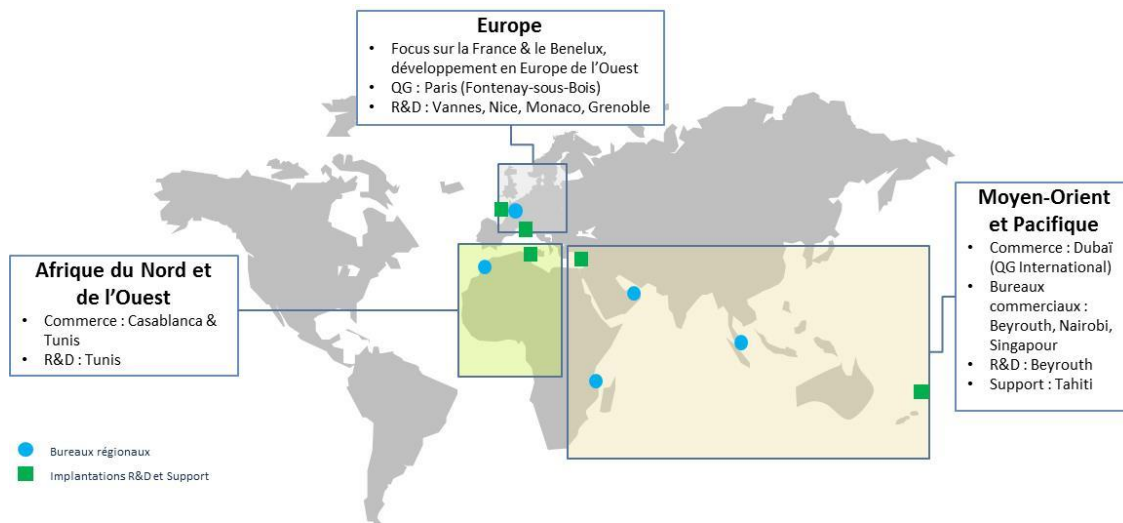 Europe
• Focus sur la France & le Benelux,
développement en Europe de l’Ouest
• QG : Paris (Fontenay-sous-Bois)
• R&D : Vannes, Nice, Monaco, Grenoble
Afrique du Nord et
de l’Ouest
• Commerce : Casablanca &
Tunis
• R&D : Tunis
Moyen-Orient
et Pacifique
• Commerce : Dubaï
(QG International)
• Bureaux
commerciaux :
Beyrouth, Nairobi,
Singapour
• R&D : Beyrouth
• Support : Tahiti
Bureaux régionaux
Implantations R&D et Support